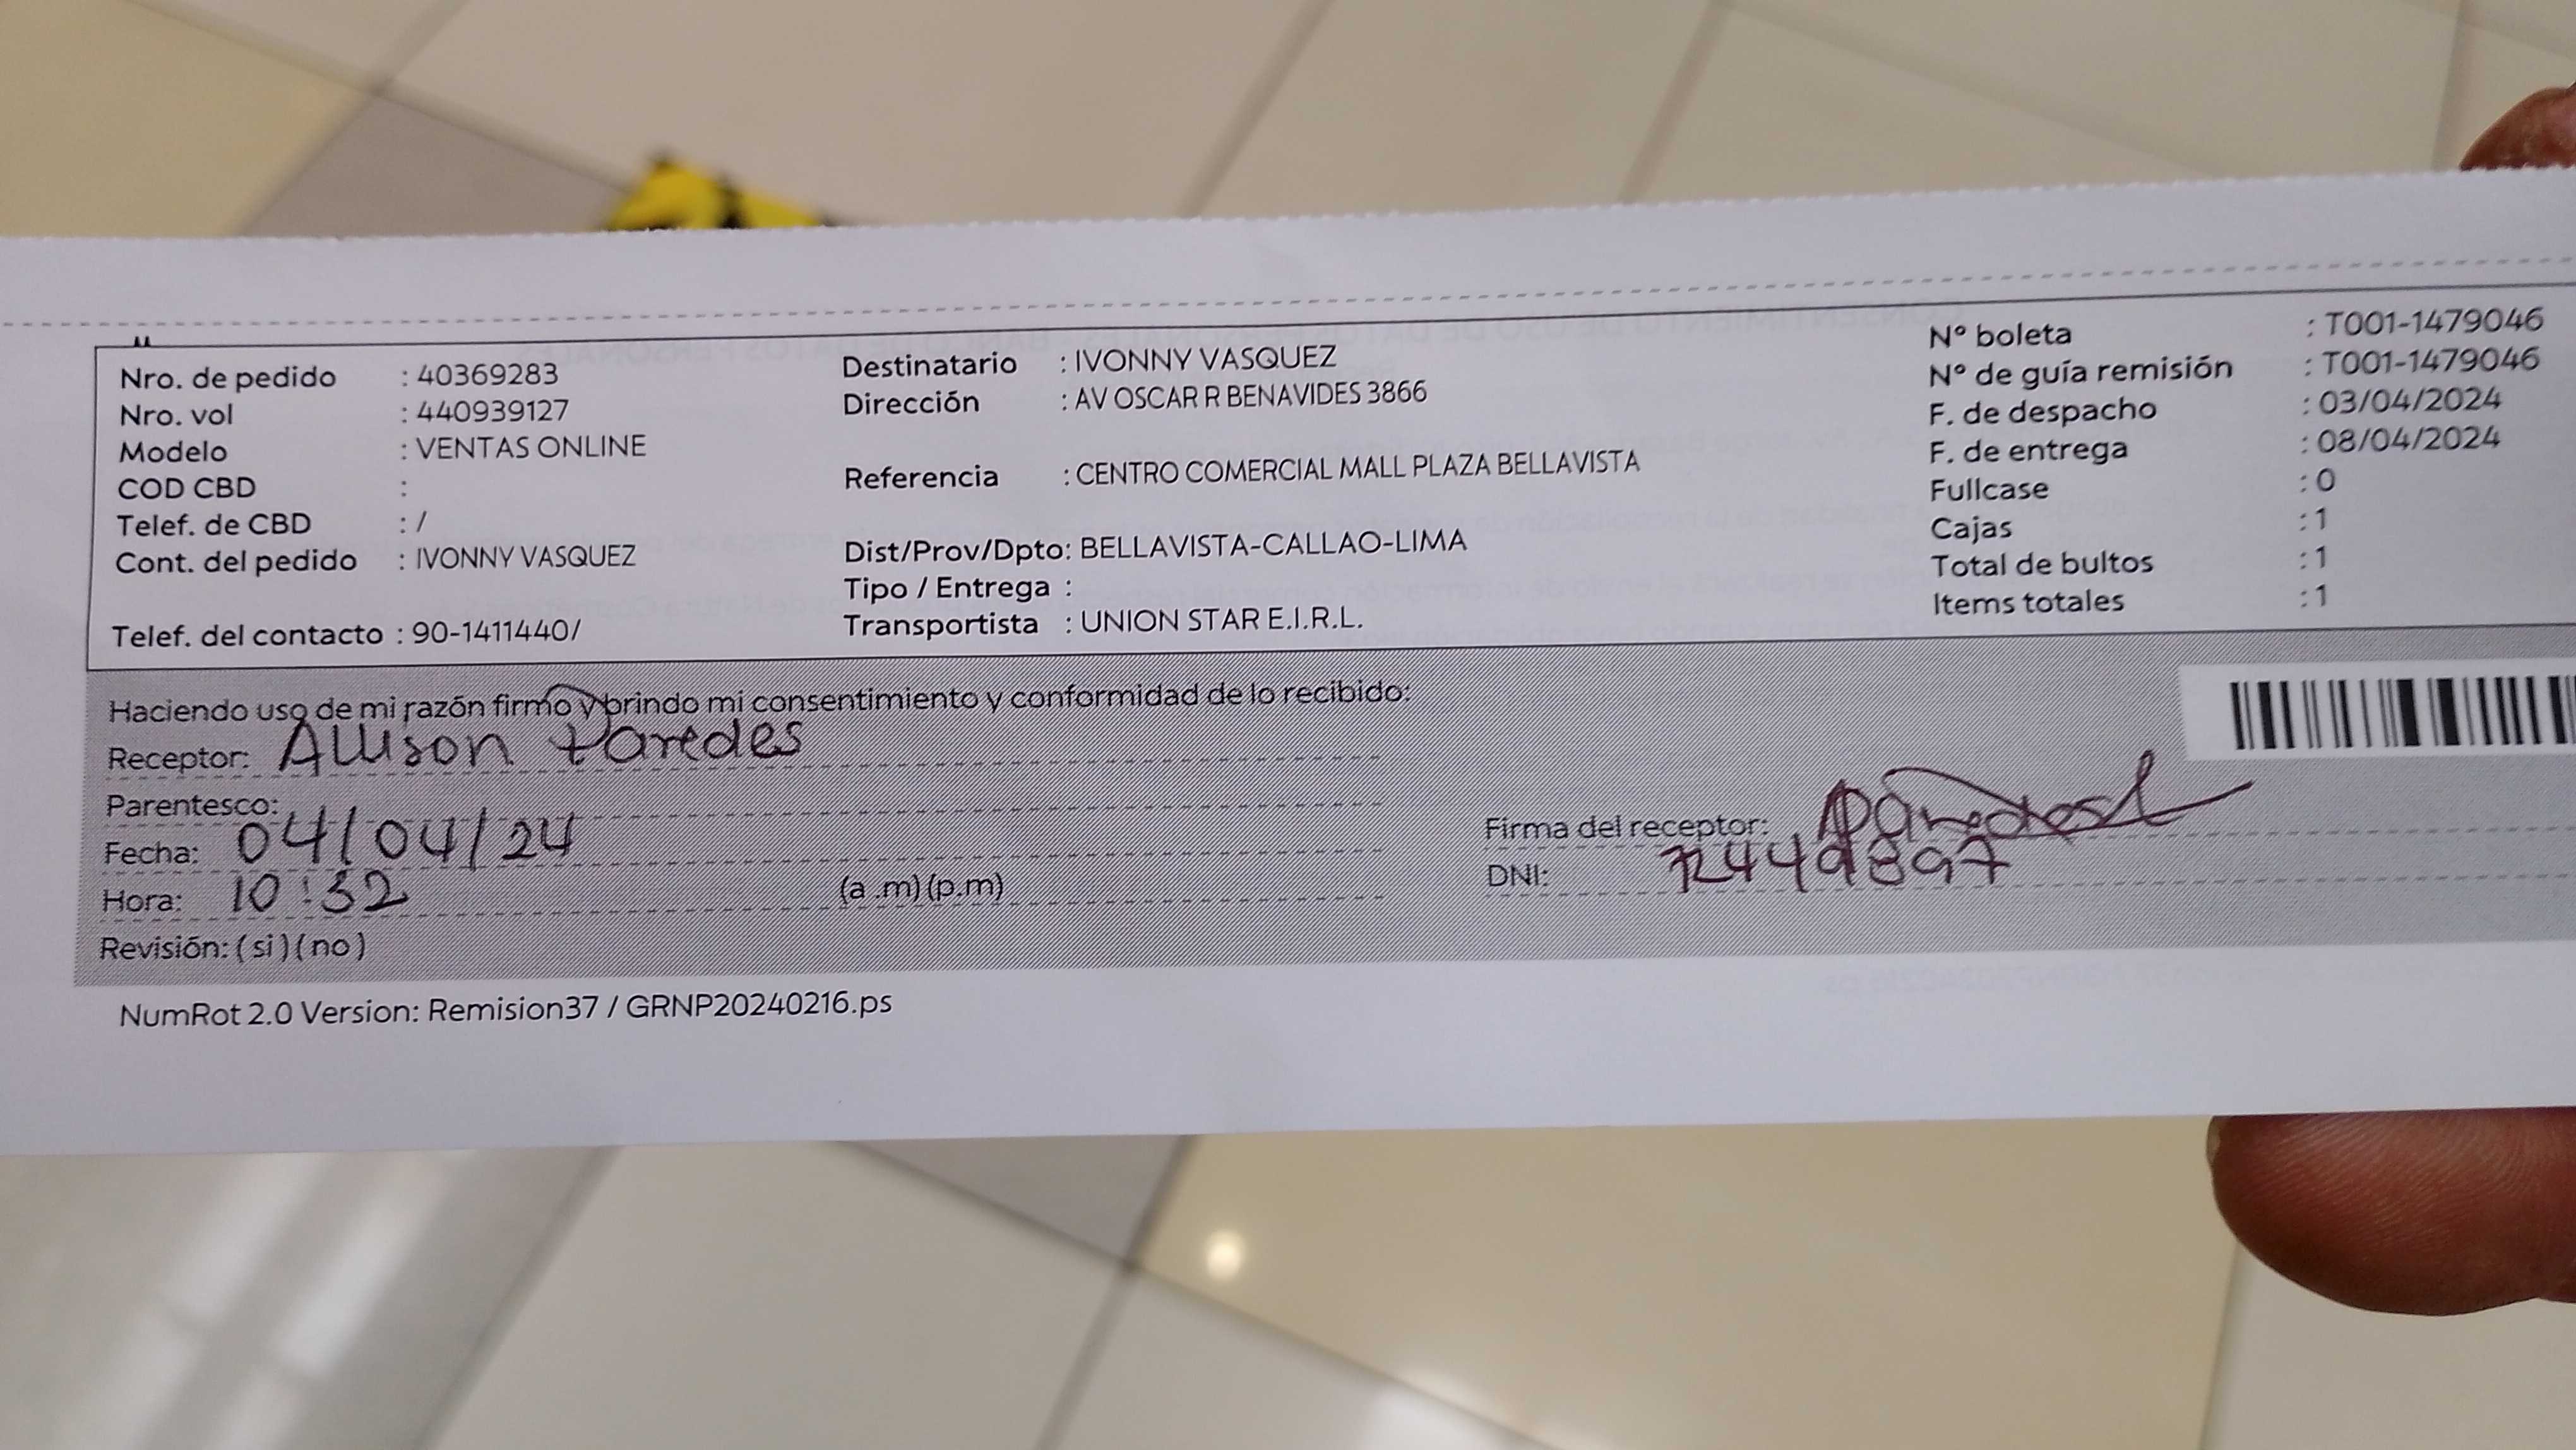 Nro. de pedido : 40369283
Nro. vol : 440939127
Modelo : VENTAS ONLINE
COD CBD :
Telef. de CBD : /
Cont. del pedido : IVONNY VASQUEZ
Telef. del contacto : 90-1411440/
Destinatario : IVONNY VASQUEZ
Dirección : AV OSCAR R BENAVIDES 3866
Referencia : CENTRO COMERCIAL MALL PLAZA BELLAVISTA
Dist/Prov/Dpto: BELLAVISTA-CALLAO-LIMA
Tipo / Entrega :
Transportista : UNION STAR E.I.R.L.
N° boleta : T001-1479046
N° de guía remisión : T001-1479046
F. de despacho : 03/04/2024
F. de entrega : 08/04/2024
Fullcase : 0
Cajas : 1
Total de bultos : 1
Items totales : 1
Haciendo uso de mi razón firmo y brindo mi consentimiento y conformidad de lo recibido:
Receptor: Allison Paredes
Parentesco:
Fecha: 04/04/24
Hora: 10:32 (a .m) (p.m)
Revisión: ( si ) ( no )
Firma del receptor:
DNI: 72449897
NumRot 2.0 Version: Remision37 / GRNP20240216.ps